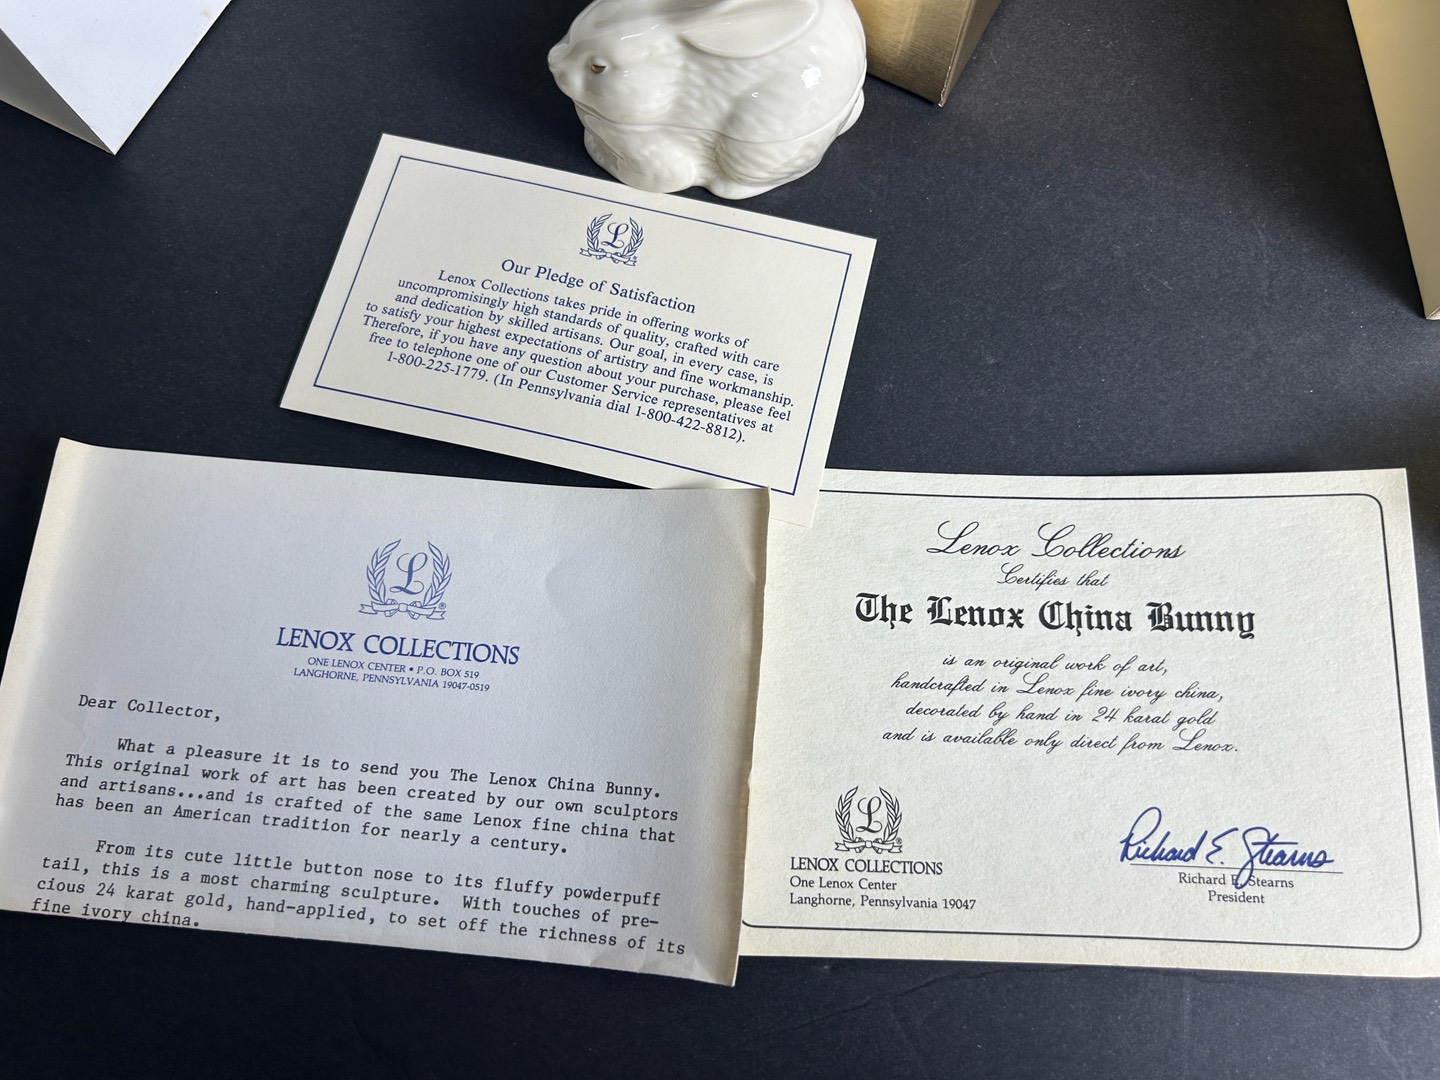 L
Our Pledge of Satisfaction
Lenox Collections takes pride in offering works of
uncompromisingly high standards of quality, crafted with care
and dedication by skilled artisans. Our goal, in every case, is
to satisfy your highest expectations of artistry and fine workmanship.
Therefore, if you have any question about your purchase, please feel
free to telephone one of our Customer Service representatives at
1-800-225-1779. (In Pennsylvania dial 1-800-422-8812).
L ®
LENOX COLLECTIONS
ONE LENOX CENTER • P.O. BOX 519
LANGHORNE, PENNSYLVANIA 19047-0519
Dear Collector,
What a pleasure it is to send you The Lenox China Bunny.
This original work of art has been created by our own sculptors
and artisans...and is crafted of the same Lenox fine china that
has been an American tradition for nearly a century.
From its cute little button nose to its fluffy powderpuff
tail, this is a most charming sculpture. With touches of pre-
cious 24 karat gold, hand-applied, to set off the richness of its
fine ivory china.
Lenox Collections
Certifies that
The Lenox China Bunny
is an original work of art,
handcrafted in Lenox fine ivory china,
decorated by hand in 24 karat gold
and is available only direct from Lenox.
L ®
LENOX COLLECTIONS
One Lenox Center
Langhorne, Pennsylvania 19047
Richard E. Stearns
Richard E. Stearns
President